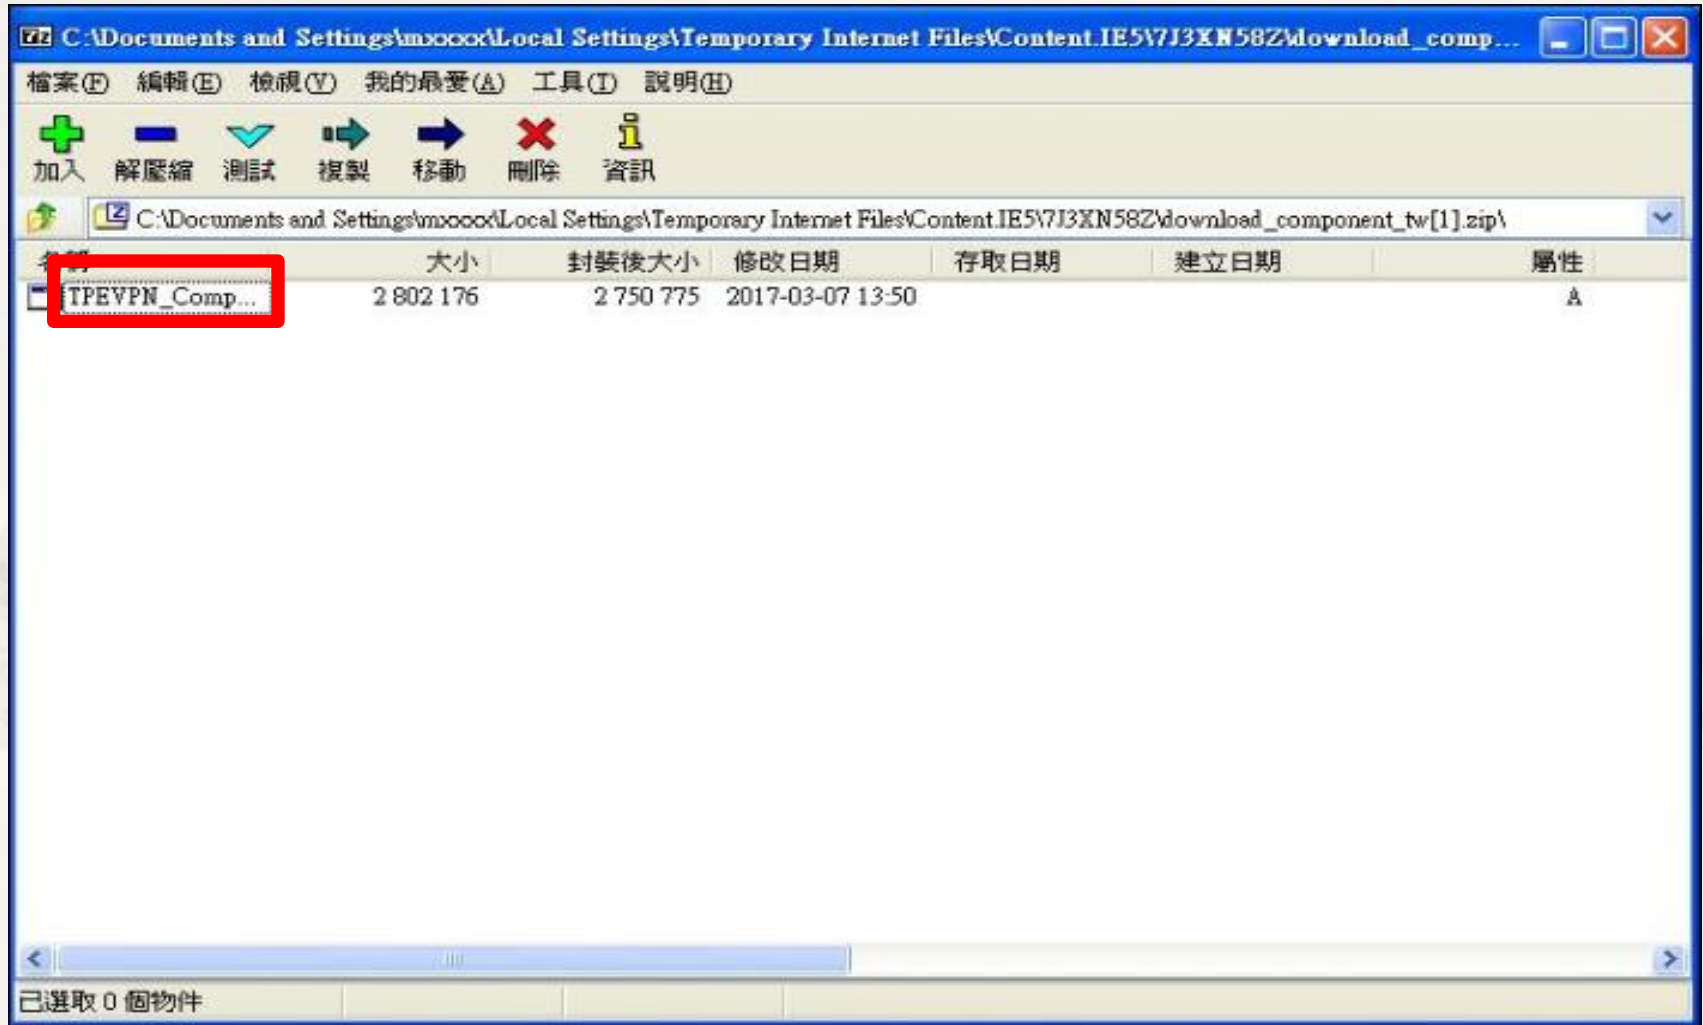 C:\Documents and Settings\mxxxxx\Local Settings\Temporary Internet Files\Content.IE5\7J3XN58Z\download_comp...
檔案(F) 編輯(E) 檢視(V) 我的最愛(A) 工具(T) 說明(H)
加入 解壓縮 測試 複製 移動 刪除 資訊
C:\Documents and Settings\mxxxxx\Local Settings\Temporary Internet Files\Content.IE5\7J3XN58Z\download_component_tw[1].zip\
大小 封裝後大小 修改日期 存取日期 建立日期 屬性
TPEVPN_Comp... 2 802 176 2 750 775 2017-03-07 13:50 A
已選取 0 個物件